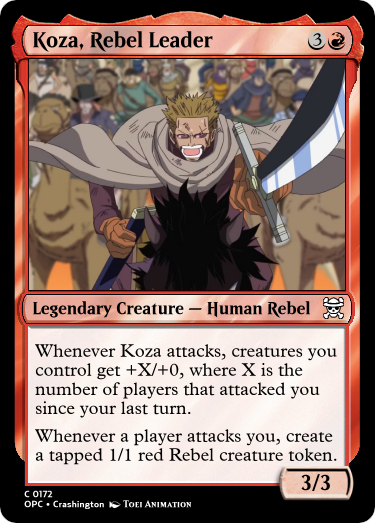 Koza, Rebel Leader 3
Legendary Creature — Human Rebel
Whenever Koza attacks, creatures you
control get +X/+0, where X is the
number of players that attacked you
since your last turn.
Whenever a player attacks you, create
a tapped 1/1 red Rebel creature token.
3/3
C 0172
OPC • Crashington Toei Animation